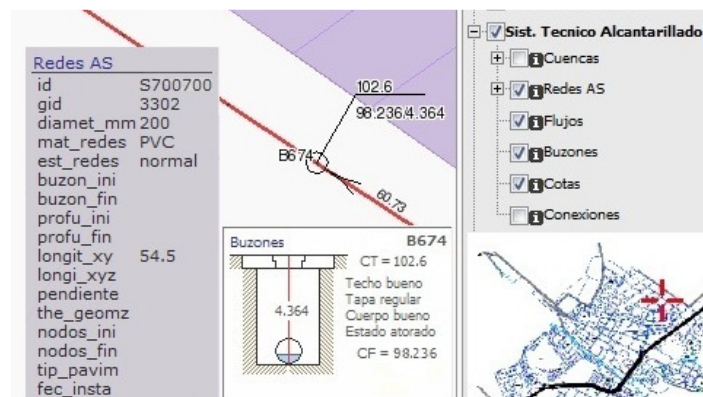 Redes AS
id S700700
gid 3302
diamet_mm 200
mat_redes PVC
est_redes normal
buzon_ini
buzon_fin
profu_ini
profu_fin
longit_xy 54.5
longi_xyz
pendiente
the_geomz
nodos_ini
nodos_fin
tip_pavim
fec_insta
102.6
98.236/4.364
B674
60.73
Buzones B674
CT = 102.6
Techo bueno
Tapa regular
4.364
Cuerpo bueno
Estado atorado
CF = 98.236
Sist. Tecnico Alcantarillado
Cuencas
Redes AS
Flujos
Buzones
Cotas
Conexiones